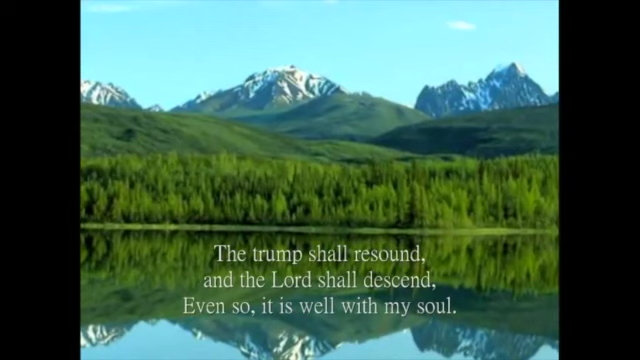 The trump shall resound,
and the Lord shall descend,
Even so, it is well with my soul.